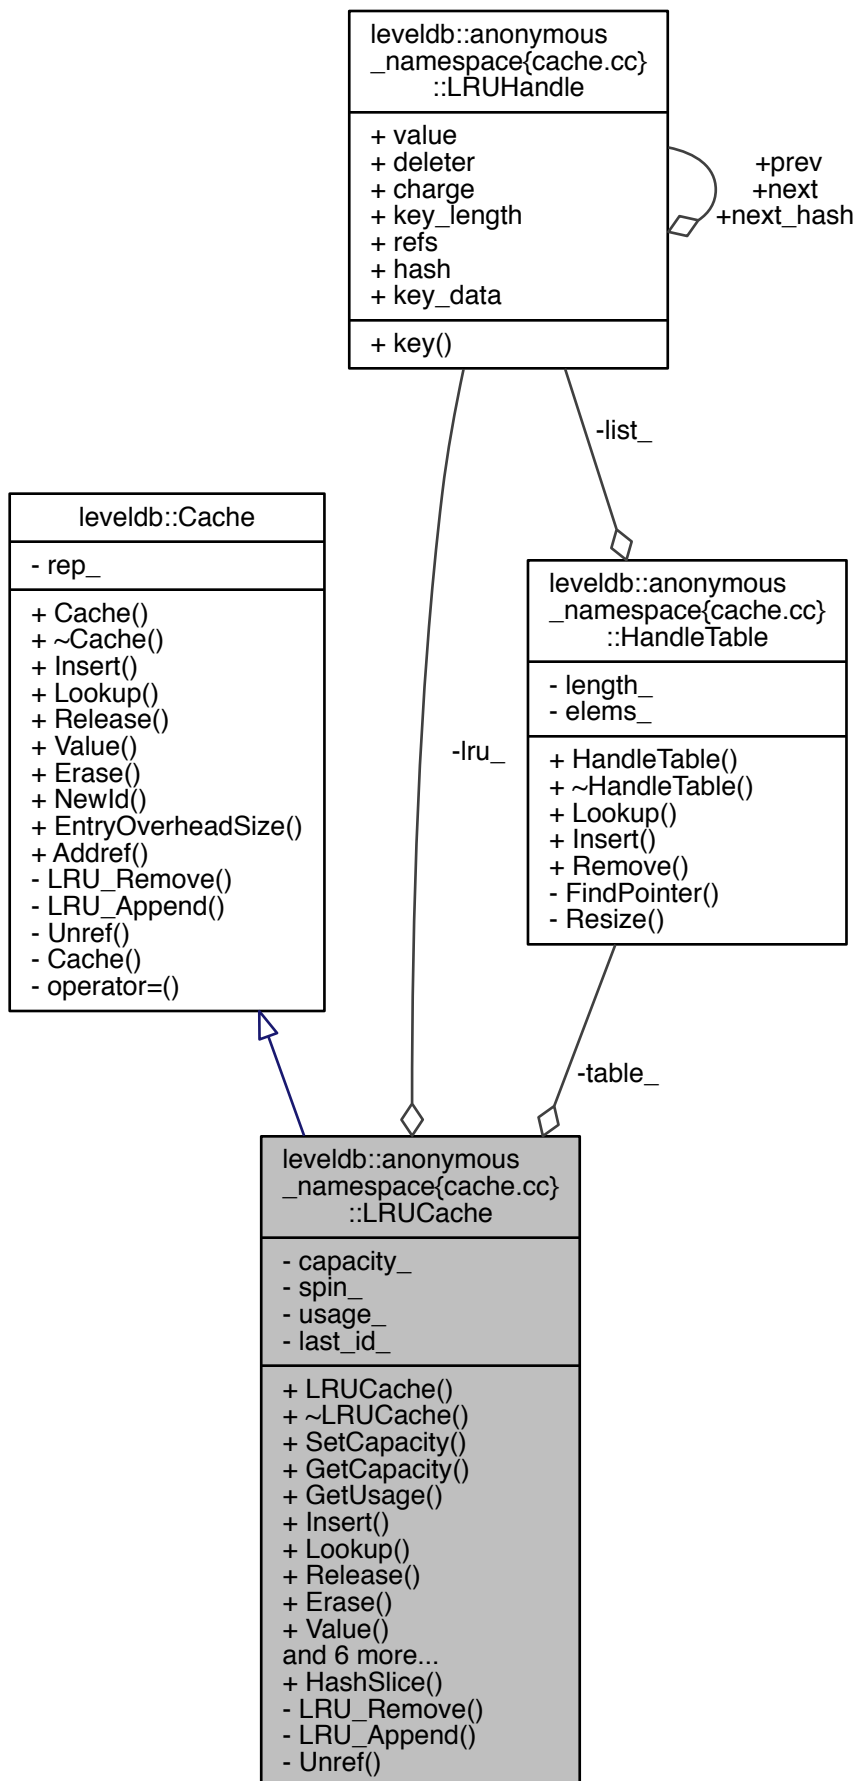 leveldb::anonymous
_namespace{cache.cc}
::LRUHandle
+ value
+ deleter
+ charge
+ key_length
+ refs
+ hash
+ key_data
+ key()
+prev
+next
+next_hash
-list_
leveldb::Cache
- rep_
+ Cache()
+ ~Cache()
+ Insert()
+ Lookup()
+ Release()
+ Value()
+ Erase()
+ NewId()
+ EntryOverheadSize()
+ Addref()
- LRU_Remove()
- LRU_Append()
- Unref()
- Cache()
- operator=()
-lru_
leveldb::anonymous
_namespace{cache.cc}
::HandleTable
- length_
- elems_
+ HandleTable()
+ ~HandleTable()
+ Lookup()
+ Insert()
+ Remove()
- FindPointer()
- Resize()
-table_
leveldb::anonymous
_namespace{cache.cc}
::LRUCache
- capacity_
- spin_
- usage_
- last_id_
+ LRUCache()
+ ~LRUCache()
+ SetCapacity()
+ GetCapacity()
+ GetUsage()
+ Insert()
+ Lookup()
+ Release()
+ Erase()
+ Value()
and 6 more...
+ HashSlice()
- LRU_Remove()
- LRU_Append()
- Unref()